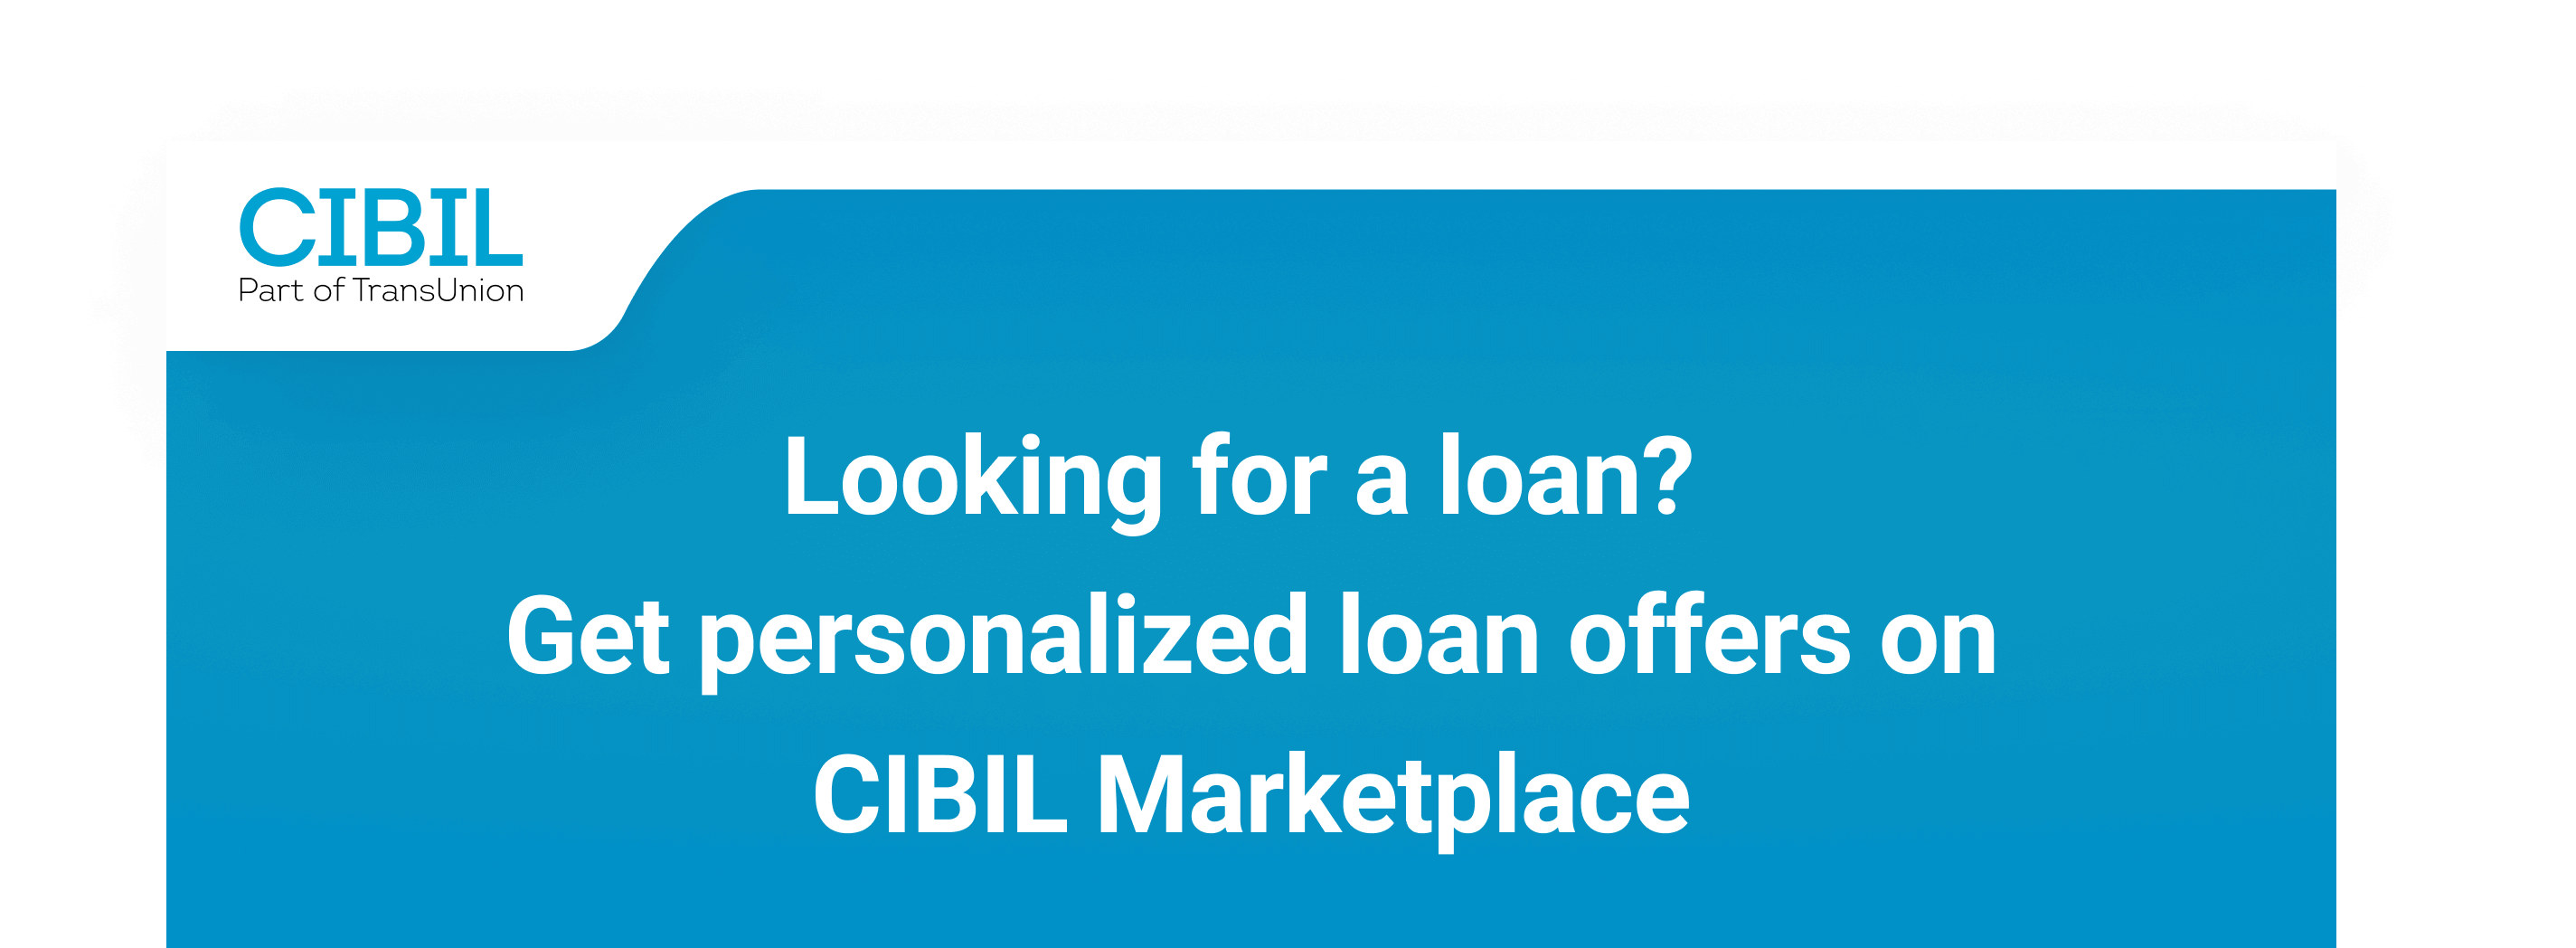 CIBIL
Part of TransUnion
Looking for a loan?
Get personalized loan offers on
CIBIL Marketplace